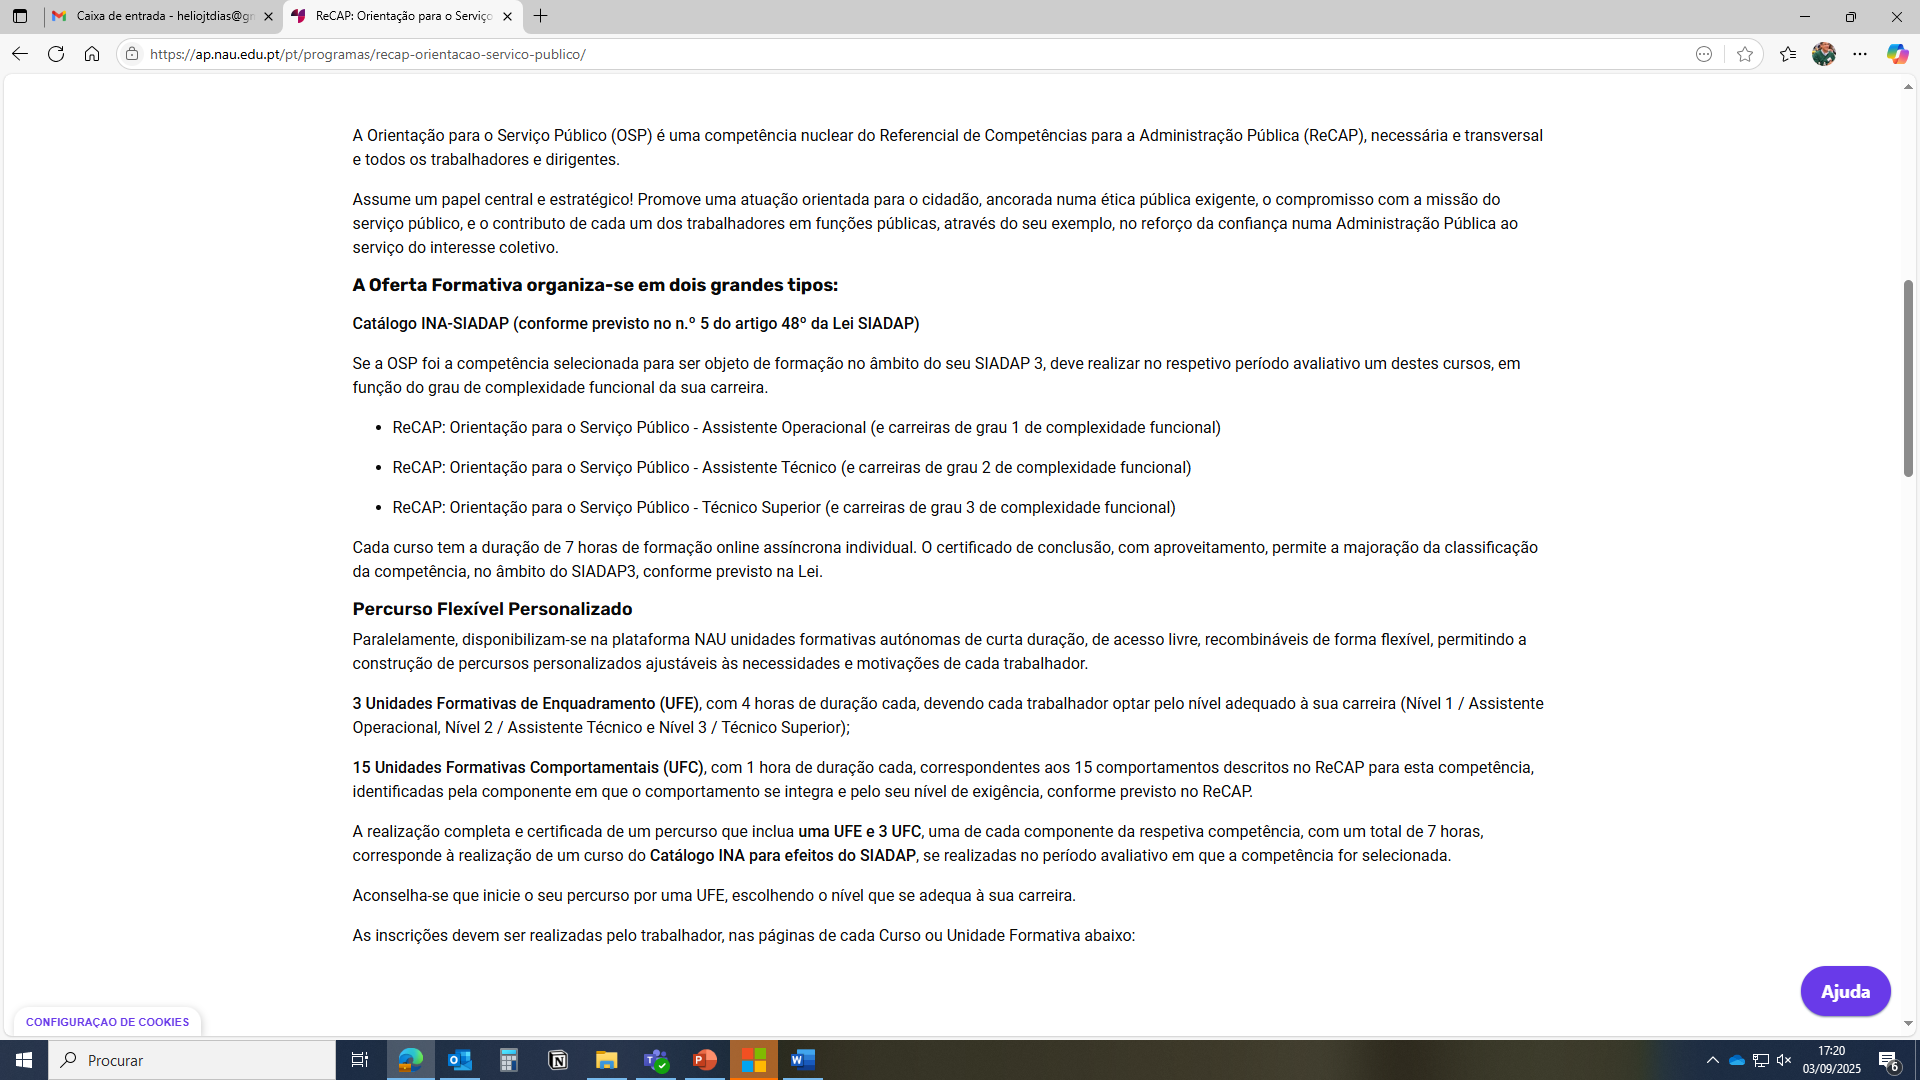 Caixa de entrada - heliojtdias@gm
ReCAP: Orientação para o Serviço
https://ap.nau.edu.pt/pt/programas/recap-orientacao-servico-publico/
A Orientação para o Serviço Público (OSP) é uma competência nuclear do Referencial de Competências para a Administração Pública (ReCAP), necessária e transversal
e todos os trabalhadores e dirigentes.
Assume um papel central e estratégico! Promove uma atuação orientada para o cidadão, ancorada numa ética pública exigente, o compromisso com a missão do
serviço público, e o contributo de cada um dos trabalhadores em funções públicas, através do seu exemplo, no reforço da confiança numa Administração Pública ao
serviço do interesse coletivo.
A Oferta Formativa organiza-se em dois grandes tipos:
Catálogo INA-SIADAP (conforme previsto no n.º 5 do artigo 48º da Lei SIADAP)
Se a OSP foi a competência selecionada para ser objeto de formação no âmbito do seu SIADAP 3, deve realizar no respetivo período avaliativo um destes cursos, em
função do grau de complexidade funcional da sua carreira.
• ReCAP: Orientação para o Serviço Público - Assistente Operacional (e carreiras de grau 1 de complexidade funcional)
• ReCAP: Orientação para o Serviço Público - Assistente Técnico (e carreiras de grau 2 de complexidade funcional)
• ReCAP: Orientação para o Serviço Público - Técnico Superior (e carreiras de grau 3 de complexidade funcional)
Cada curso tem a duração de 7 horas de formação online assíncrona individual. O certificado de conclusão, com aproveitamento, permite a majoração da classificação
da competência, no âmbito do SIADAP3, conforme previsto na Lei.
Percurso Flexível Personalizado
Paralelamente, disponibilizam-se na plataforma NAU unidades formativas autónomas de curta duração, de acesso livre, recombináveis de forma flexível, permitindo a
construção de percursos personalizados ajustáveis às necessidades e motivações de cada trabalhador.
3 Unidades Formativas de Enquadramento (UFE), com 4 horas de duração cada, devendo cada trabalhador optar pelo nível adequado à sua carreira (Nível 1 / Assistente
Operacional, Nível 2 / Assistente Técnico e Nível 3 / Técnico Superior);
15 Unidades Formativas Comportamentais (UFC), com 1 hora de duração cada, correspondentes aos 15 comportamentos descritos no ReCAP para esta competência,
identificadas pela componente em que o comportamento se integra e pelo seu nível de exigência, conforme previsto no ReCAP.
A realização completa e certificada de um percurso que inclua uma UFE e 3 UFC, uma de cada componente da respetiva competência, com um total de 7 horas,
corresponde à realização de um curso do Catálogo INA para efeitos do SIADAP, se realizadas no período avaliativo em que a competência for selecionada.
Aconselha-se que inicie o seu percurso por uma UFE, escolhendo o nível que se adequa à sua carreira.
As inscrições devem ser realizadas pelo trabalhador, nas páginas de cada Curso ou Unidade Formativa abaixo:
Ajuda
CONFIGURAÇAO DE COOKIES
Procurar
17:20
03/09/2025
6